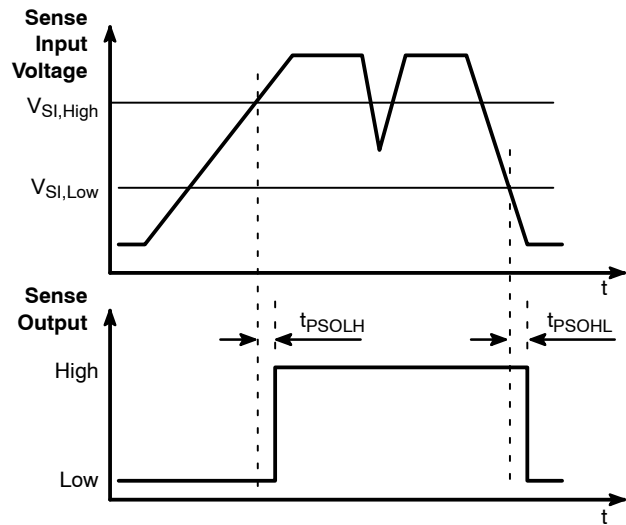 Sense
Input
Voltage
VSI,High
VSI,Low
t
Sense
Output
tPSOLH
tPSOHL
High
Low
t